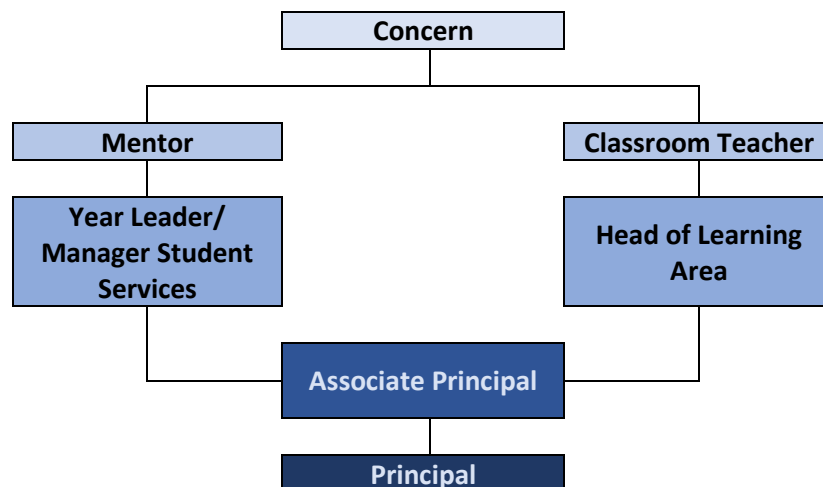 Concern
Mentor
Classroom Teacher
Year Leader/
Manager Student
Services
Head of Learning
Area
Associate Principal
Principal